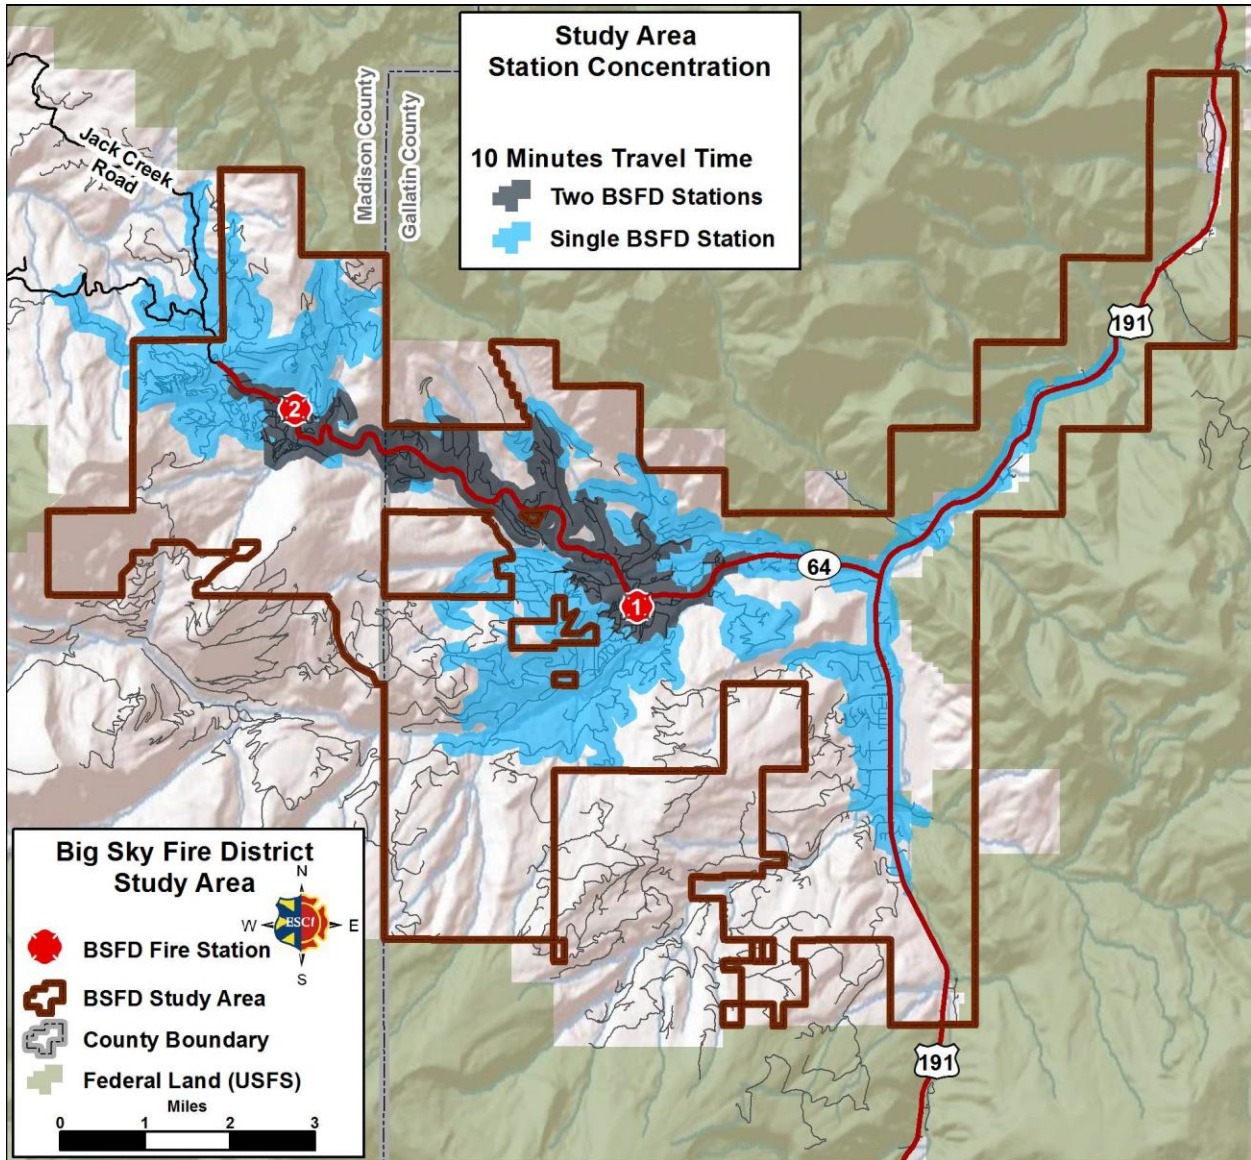 Study Area
Station Concentration
10 Minutes Travel Time
Two BSFD Stations
Single BSFD Station
Madison County
Gallatin County
Jack Creek
Road
191
2
64
1
191
Big Sky Fire District
Study Area
N
W
ESCi
E
S
BSFD Fire Station
BSFD Study Area
County Boundary
Federal Land (USFS)
Miles
0 1 2 3